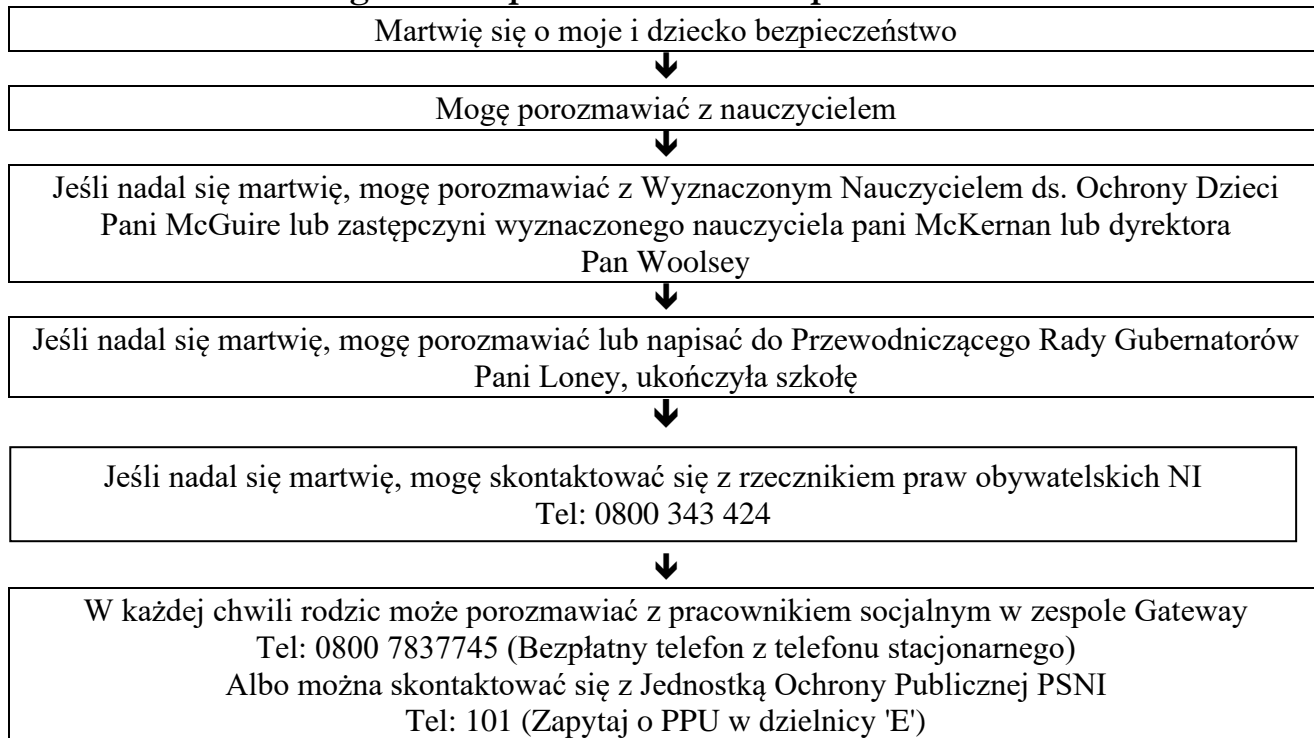 Martwię się o moje i dziecko bezpieczeństwo
Mogę porozmawiać z nauczycielem
Jeśli nadal się martwię, mogę porozmawiać z Wyznaczonym Nauczycielem ds. Ochrony Dzieci
Pani McGuire lub zastępczyni wyznaczonego nauczyciela pani McKernan lub dyrektora
Pan Woolsey
Jeśli nadal się martwię, mogę porozmawiać lub napisać do Przewodniczącego Rady Gubernatorów
Pani Loney, ukończyła szkołę
Jeśli nadal się martwię, mogę skontaktować się z rzecznikiem praw obywatelskich NI
Tel: 0800 343 424
W każdej chwili rodzic może porozmawiać z pracownikiem socjalnym w zespole Gateway
Tel: 0800 7837745 (Bezpłatny telefon z telefonu stacjonarnego)
Albo można skontaktować się z Jednostką Ochrony Publicznej PSNI
Tel: 101 (Zapytaj o PPU w dzielnicy 'E')